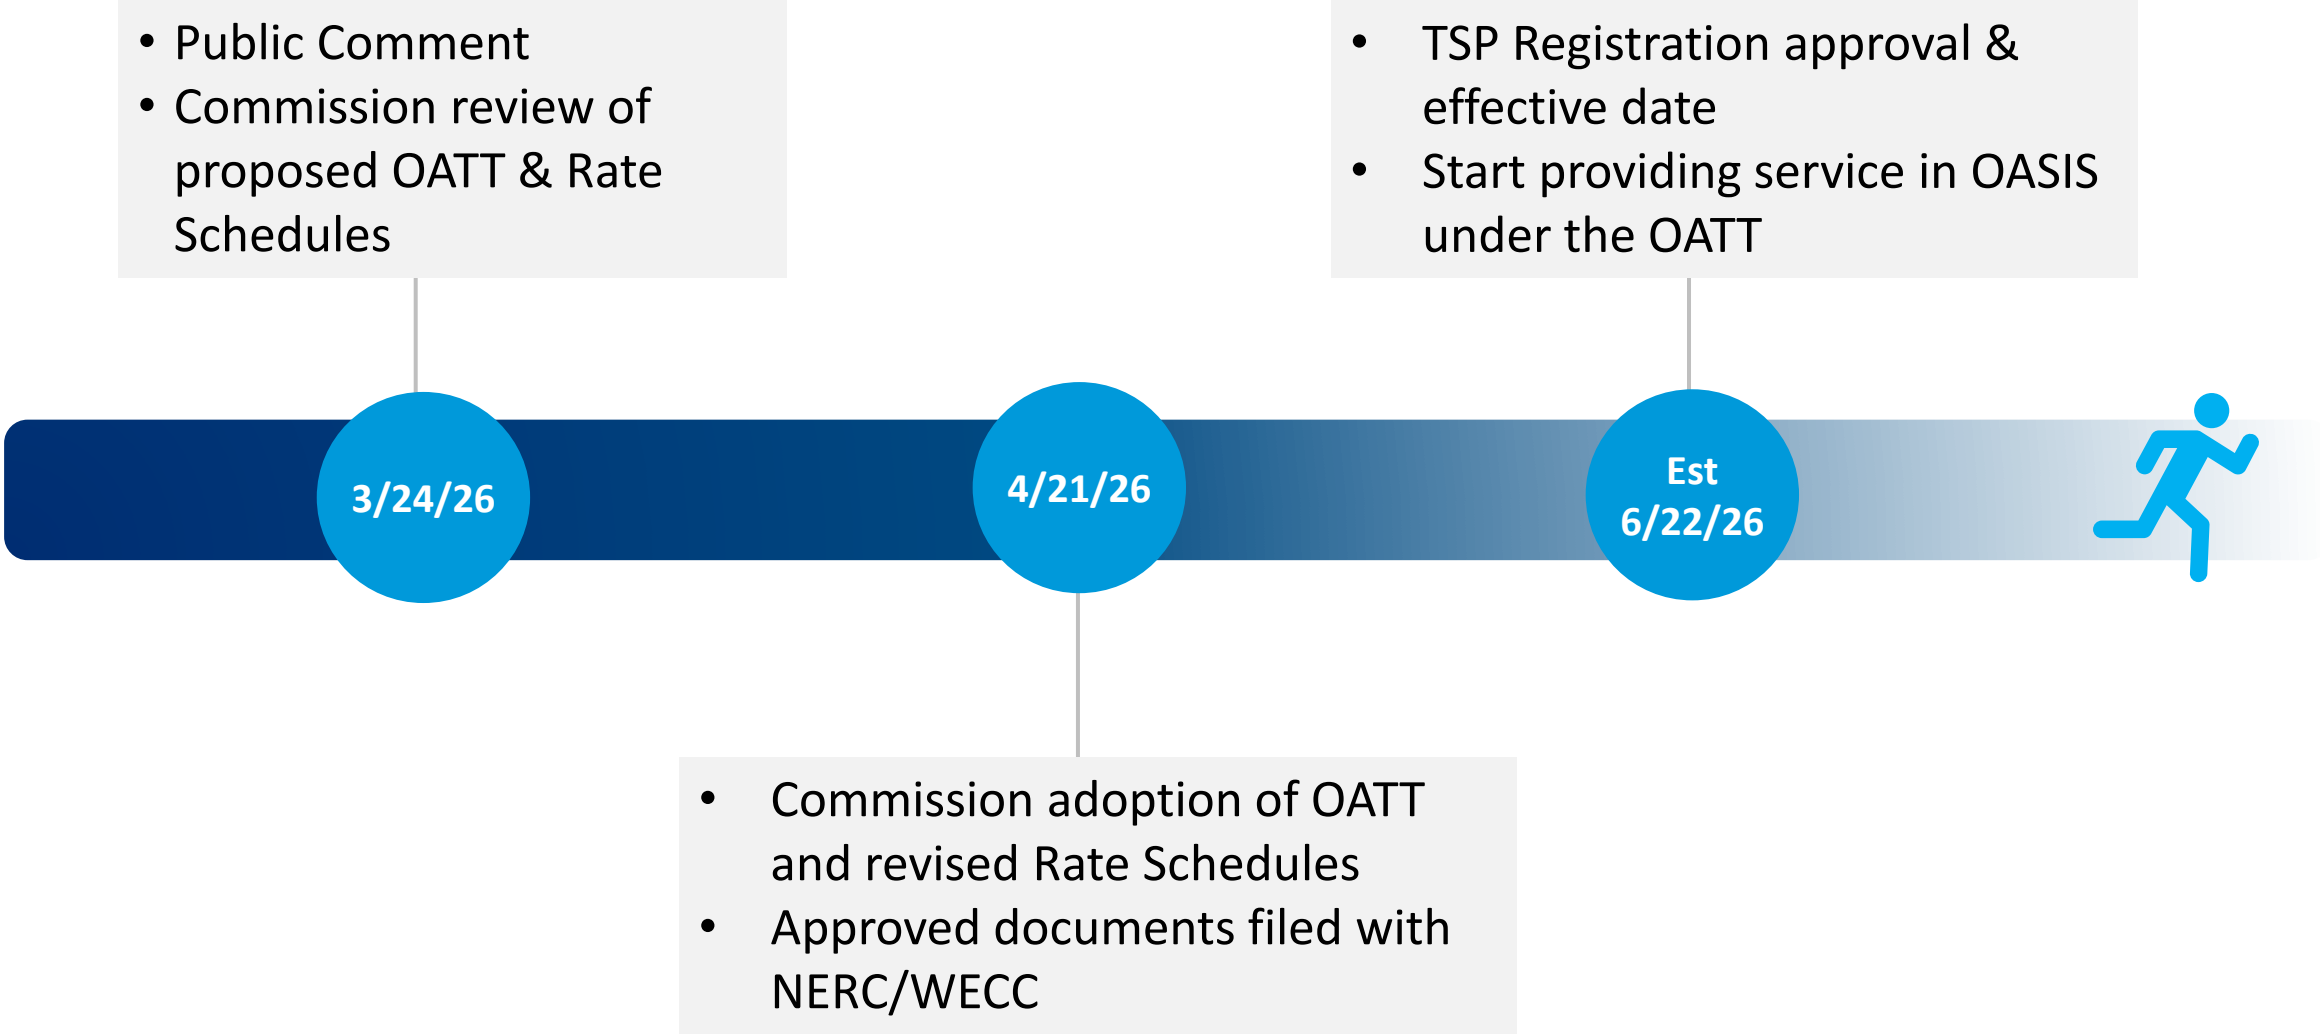 • Public Comment
• Commission review of
proposed OATT & Rate
Schedules
• TSP Registration approval &
effective date
• Start providing service in OASIS
under the OATT
3/24/26
4/21/26
Est
6/22/26
• Commission adoption of OATT
and revised Rate Schedules
• Approved documents filed with
NERC/WECC